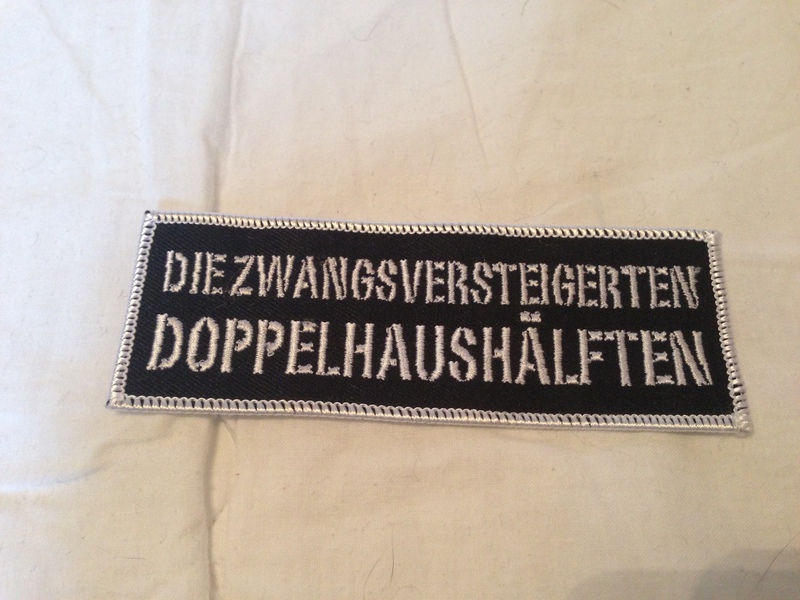 DIE ZWANGSVERSTEIGERTEN
DOPPELHAUSHÄLFTEN